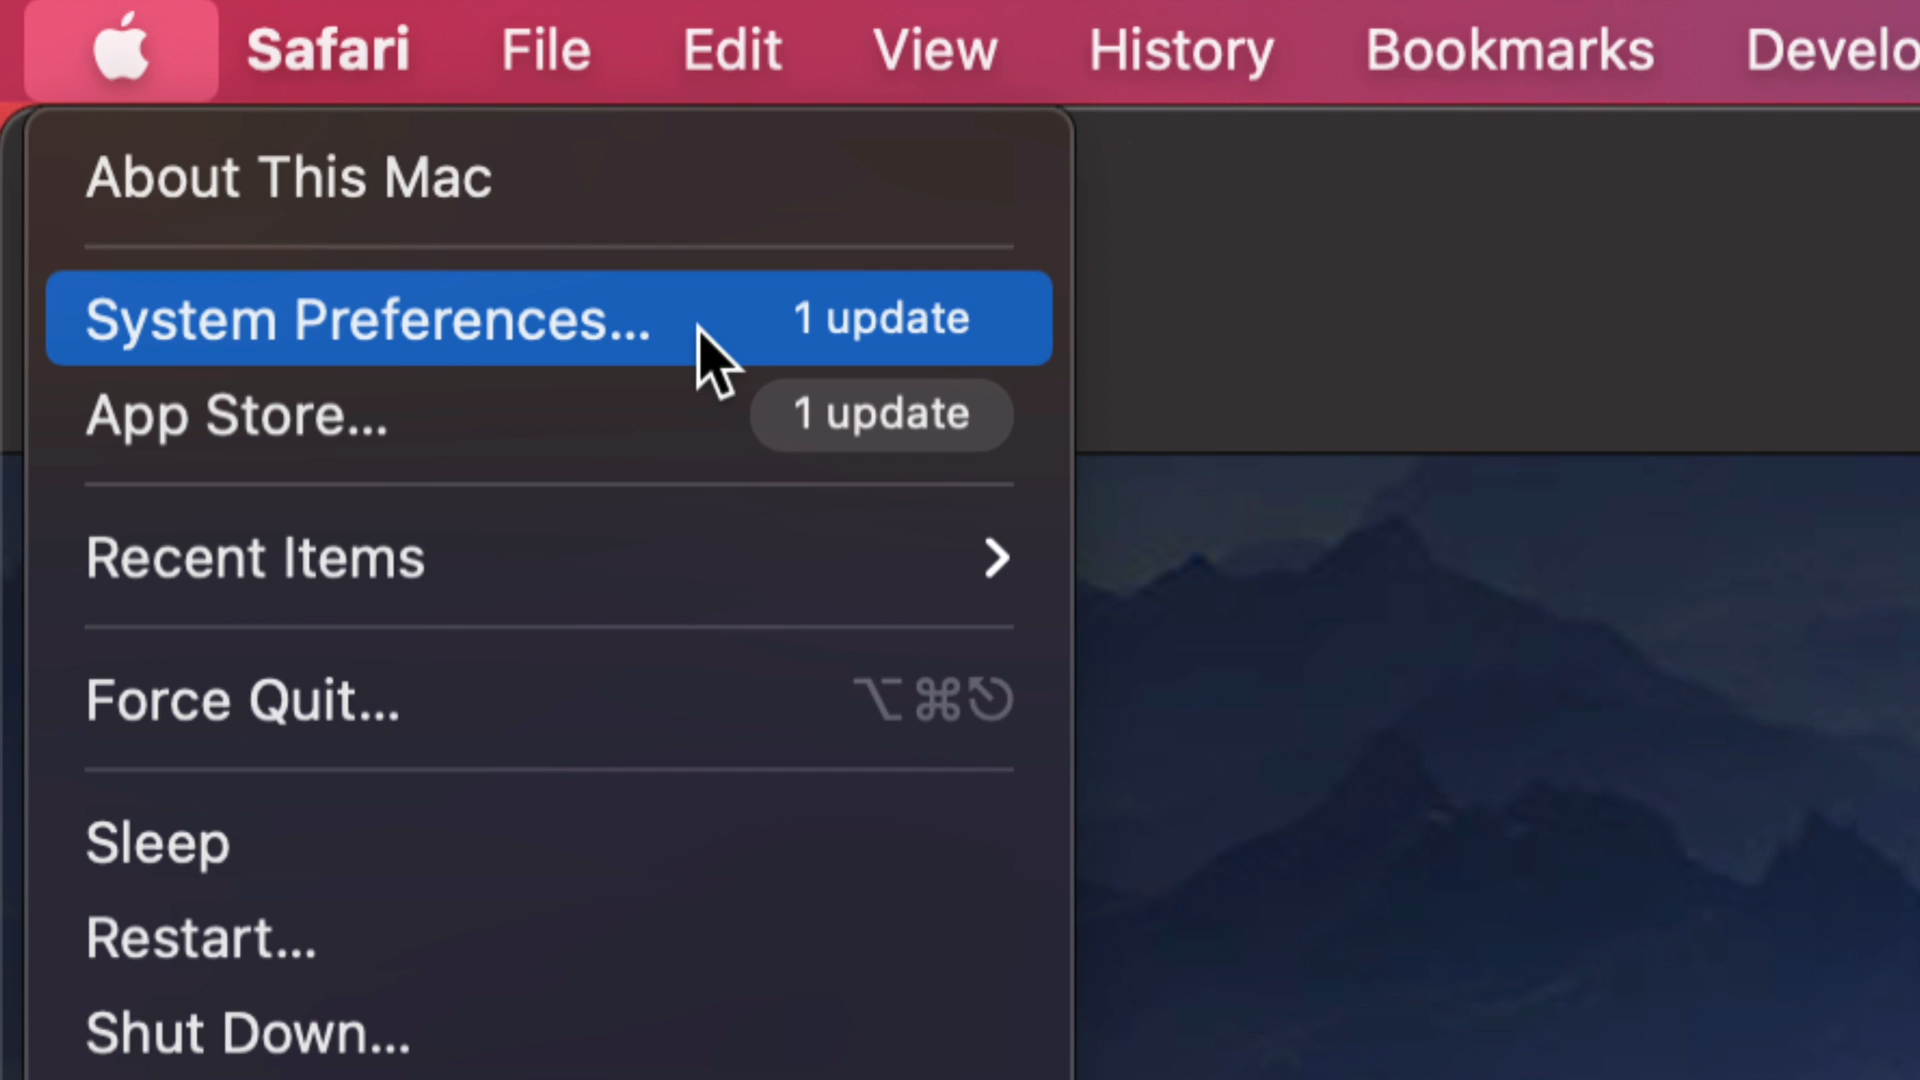 Safari File Edit View History Bookmarks Develo
About This Mac
System Preferences... 1 update
App Store... 1 update
Recent Items
Force Quit... ⌥⌘⎋
Sleep
Restart...
Shut Down...